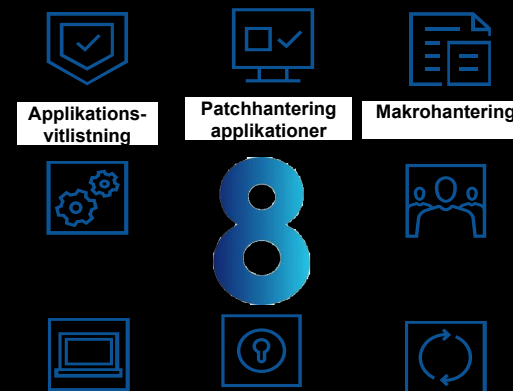 Applikations-
vitlistning
Patchhantering
applikationer
Makrohantering
8